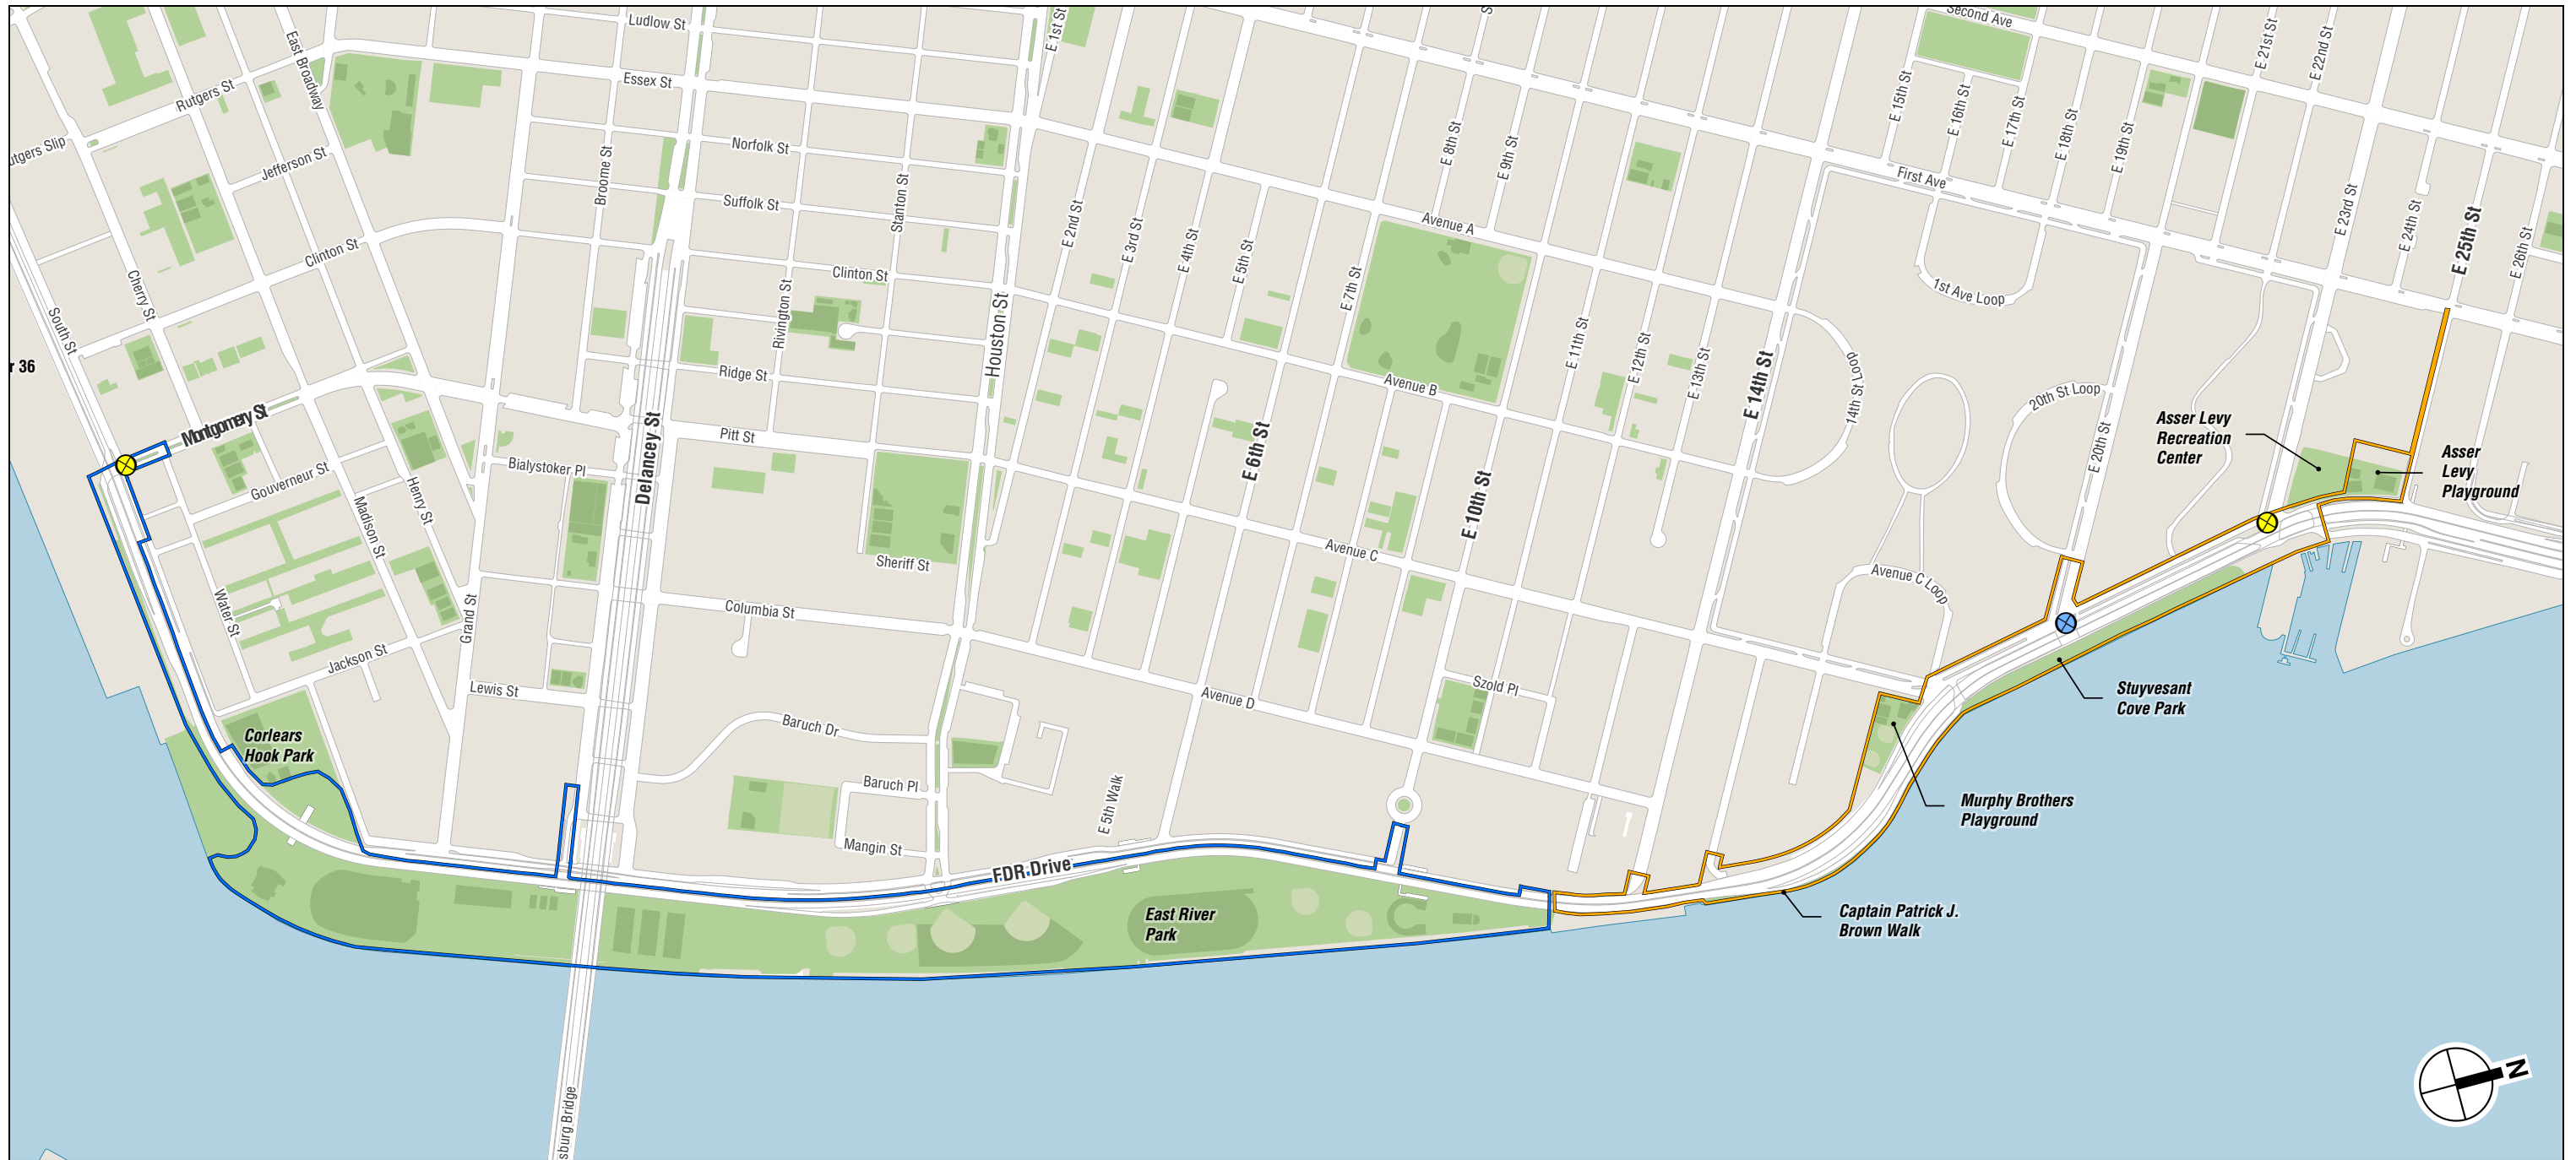 Ludlow St
E 1st St
Second Ave
E 21st St
E 22nd St
East Broadway
Essex St
Rutgers St
Norfolk St
Broome St
Jefferson St
Stanton St
Suffolk St
E 8th St
E 9th St
E 15th St
E 16th St
E 17th St
E 18th St
E 19th St
First Ave
Avenue A
E 2nd St
E 3rd St
E 4th St
E 5th St
E 7th St
E 23rd St
E 24th St
E 25th St
E 26th St
Clinton St
Clinton St
Cherry St
South St
Rivington St
Houston St
1st Ave Loop
E 11th St
E 12th St
E 13th St
E 14th St
14th St Loop
20th St Loop
r 36
Ridge St
Avenue B
Montgomery St
Pitt St
Delancey St
E 6th St
E 10th St
E 20th St
Asser Levy
Recreation
Center
Asser
Levy
Playground
Gouverneur St
Bialystoker Pl
Henry St
Madison St
Sheriff St
Avenue C
Avenue C Loop
Water St
Grand St
Columbia St
Jackson St
Lewis St
Szold Pl
Avenue D
Stuyvesant
Cove Park
Corlears
Hook Park
Baruch Dr
Baruch Pl
E 5th Walk
Murphy Brothers
Playground
Mangin St
FDR Drive
East River
Park
Captain Patrick J.
Brown Walk
sburg Bridge
N